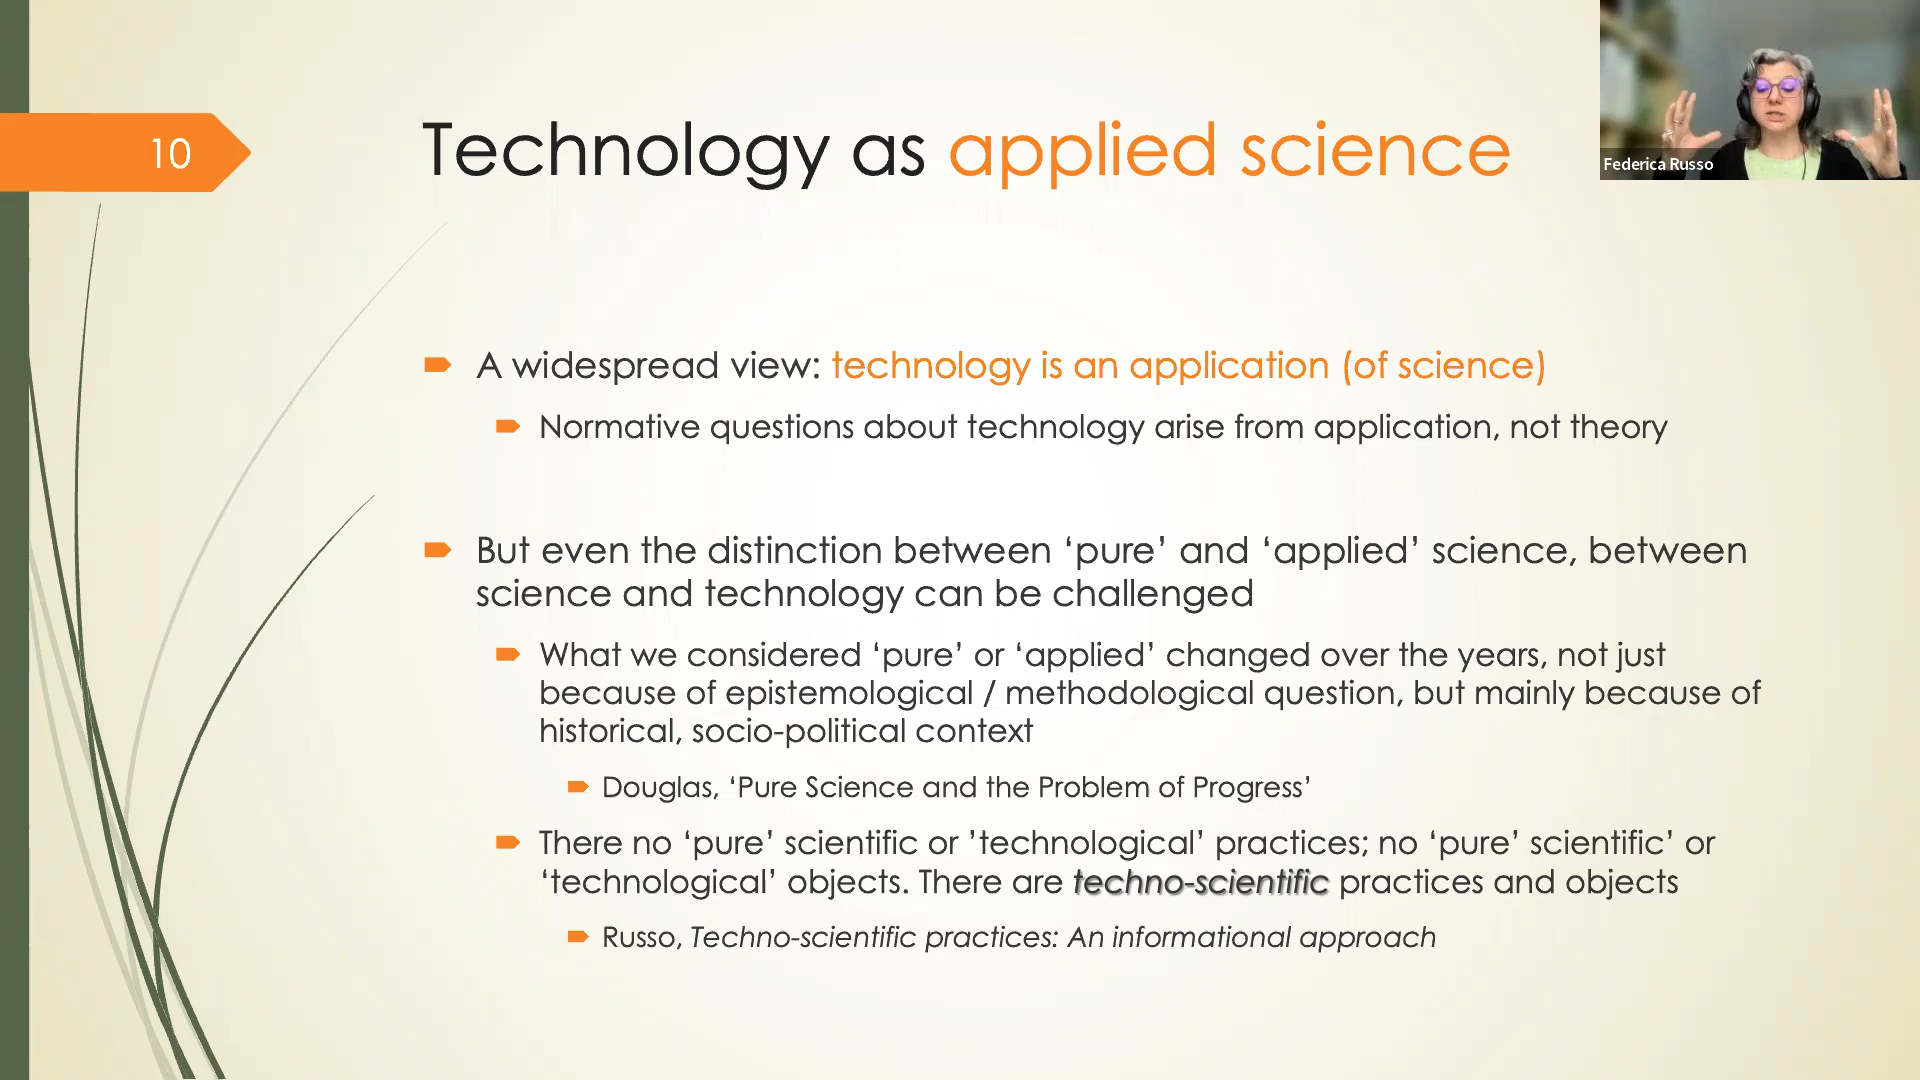 10
Technology as applied science
Federica Russo
A widespread view: technology is an application (of science)
Normative questions about technology arise from application, not theory
But even the distinction between ‘pure’ and ‘applied’ science, between
science and technology can be challenged
What we considered ‘pure’ or ‘applied’ changed over the years, not just
because of epistemological / methodological question, but mainly because of
historical, socio-political context
Douglas, ‘Pure Science and the Problem of Progress’
There no ‘pure’ scientific or ’technological’ practices; no ‘pure’ scientific’ or
‘technological’ objects. There are techno-scientific practices and objects
Russo, Techno-scientific practices: An informational approach